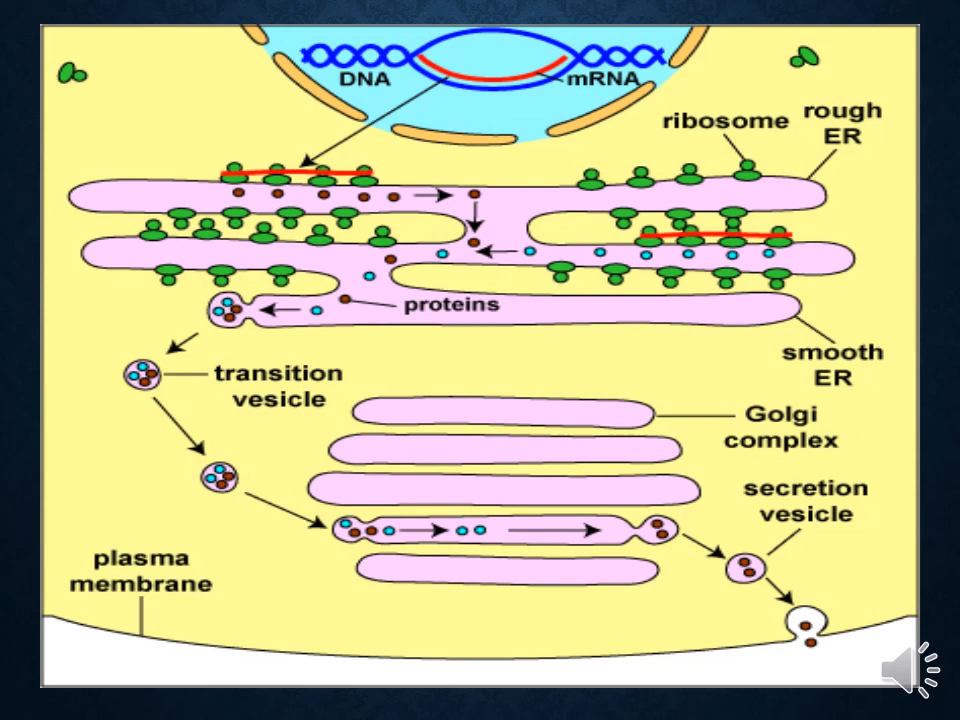 DNA
mRNA
ribosome
rough
ER
proteins
smooth
ER
transition
vesicle
Golgi
complex
secretion
vesicle
plasma
membrane